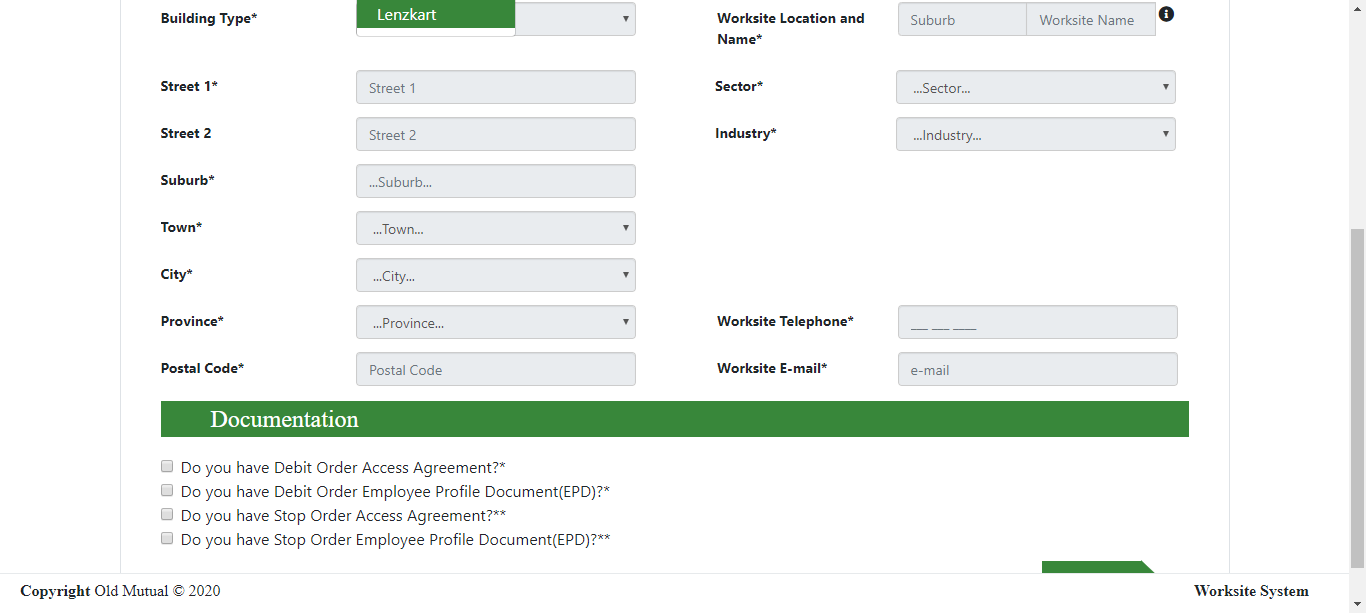 Building Type*
Lenzkart
Worksite Location and
Name*
Suburb
Worksite Name
Street 1*
Street 1
Sector*
...Sector...
Street 2
Street 2
Industry*
...Industry...
Suburb*
...Suburb...
Town*
...Town...
City*
...City...
Province*
...Province...
Worksite Telephone*
___ ___ ____
Postal Code*
Postal Code
Worksite E-mail*
e-mail
Documentation
Do you have Debit Order Access Agreement?*
Do you have Debit Order Employee Profile Document(EPD)?*
Do you have Stop Order Access Agreement?**
Do you have Stop Order Employee Profile Document(EPD)?**
Copyright Old Mutual © 2020
Worksite System